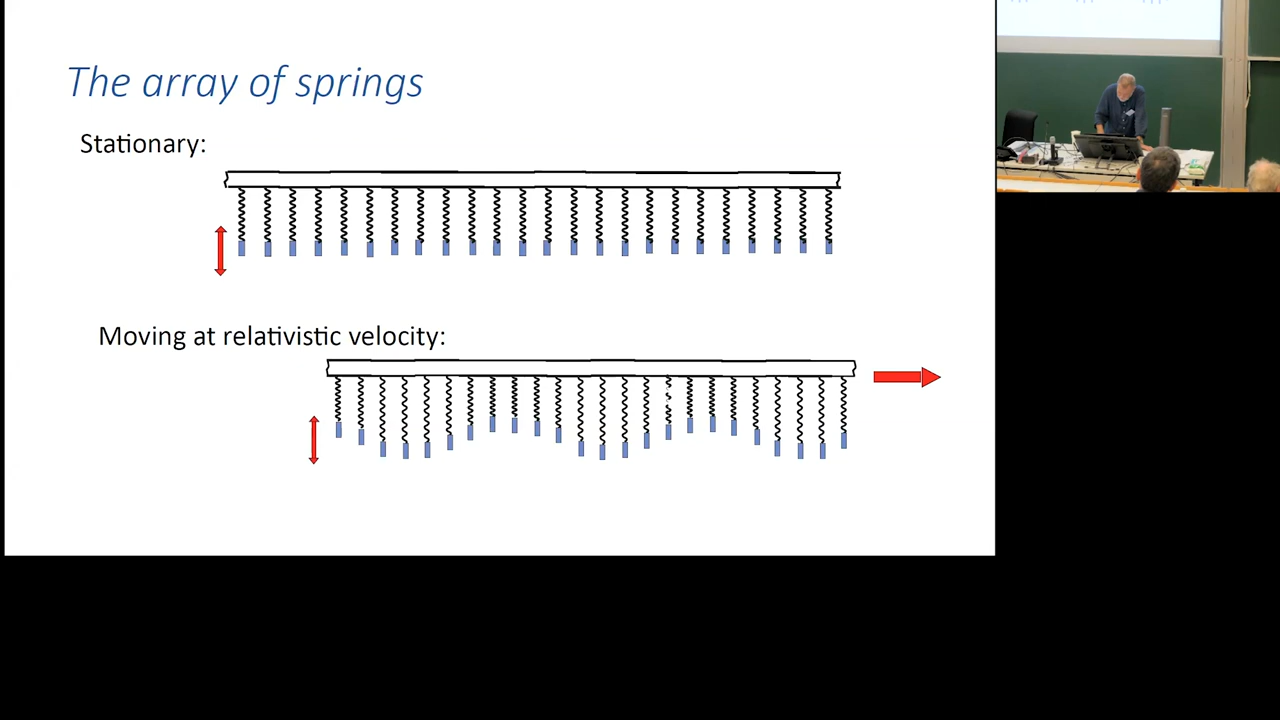 The array of springs
Stationary:
Moving at relativistic velocity: